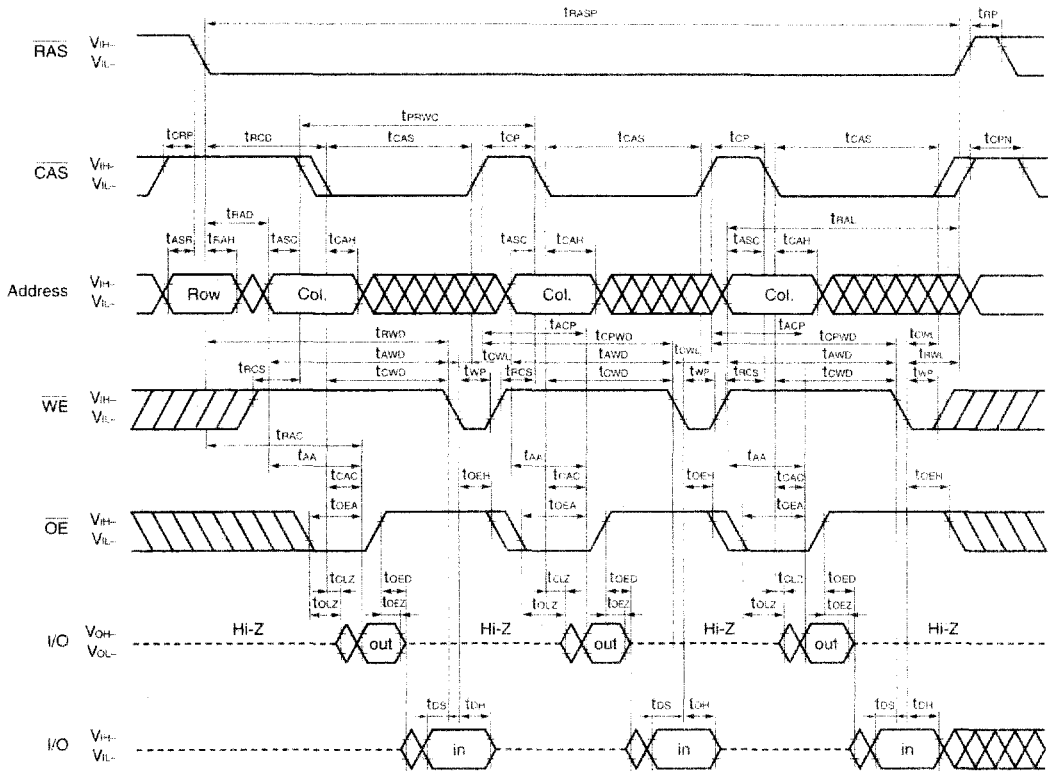 tRASP tRP
RAS VIH– VIL–
tPRWC
tCRP tRCD tCAS tCP tCAS tCP tCAS tCPN
CAS VIH– VIL–
tRAD tRAL
tASR tRAH tASC tCAH tASC tCAH tASC tCAH
Address VIH– VIL– Row Col. Col. Col.
tRWD tACP tCPWD tACP tCPWD tCWL
tAWD tCWL tAWD tCWL tAWD tRWL
tRCS tCWD tWP tRCS tCWD tWP tRCS tCWD tWP
WE VIH– VIL–
tRAC
tAA tAA tAA
tCAC tOEH tCAC tOEH tCAC tOEH
tOEA tOEA tOEA
OE VIH– VIL–
tCLZ tOED tCLZ tOED tCLZ tOED
tOLZ tOEZ tOLZ tOEZ tOLZ tOEZ
I/O VOH– VOL– Hi-Z out Hi-Z out Hi-Z out Hi-Z
tDS tDH tDS tDH tDS tDH
I/O VIH– VIL– in in in